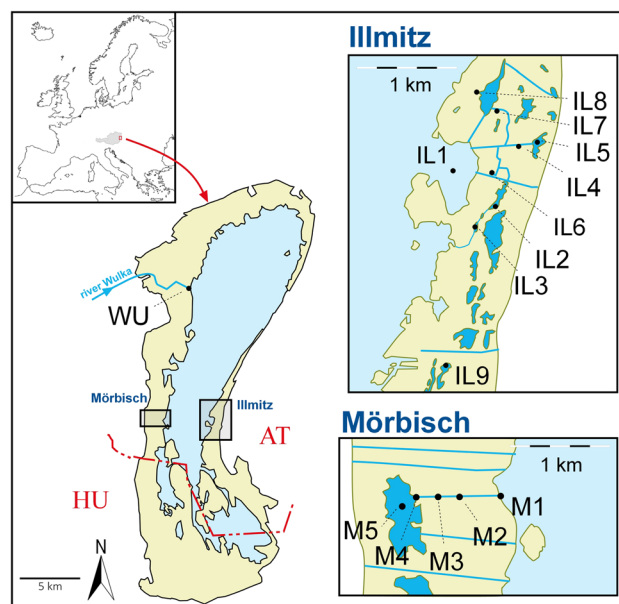 Illmitz
1 km
IL8
IL7
IL1
IL5
IL4
IL6
IL2
IL3
IL9
river Wulka
WU
Mörbisch
Illmitz
AT
HU
N
5 km
Mörbisch
1 km
M1
M5
M2
M4
M3